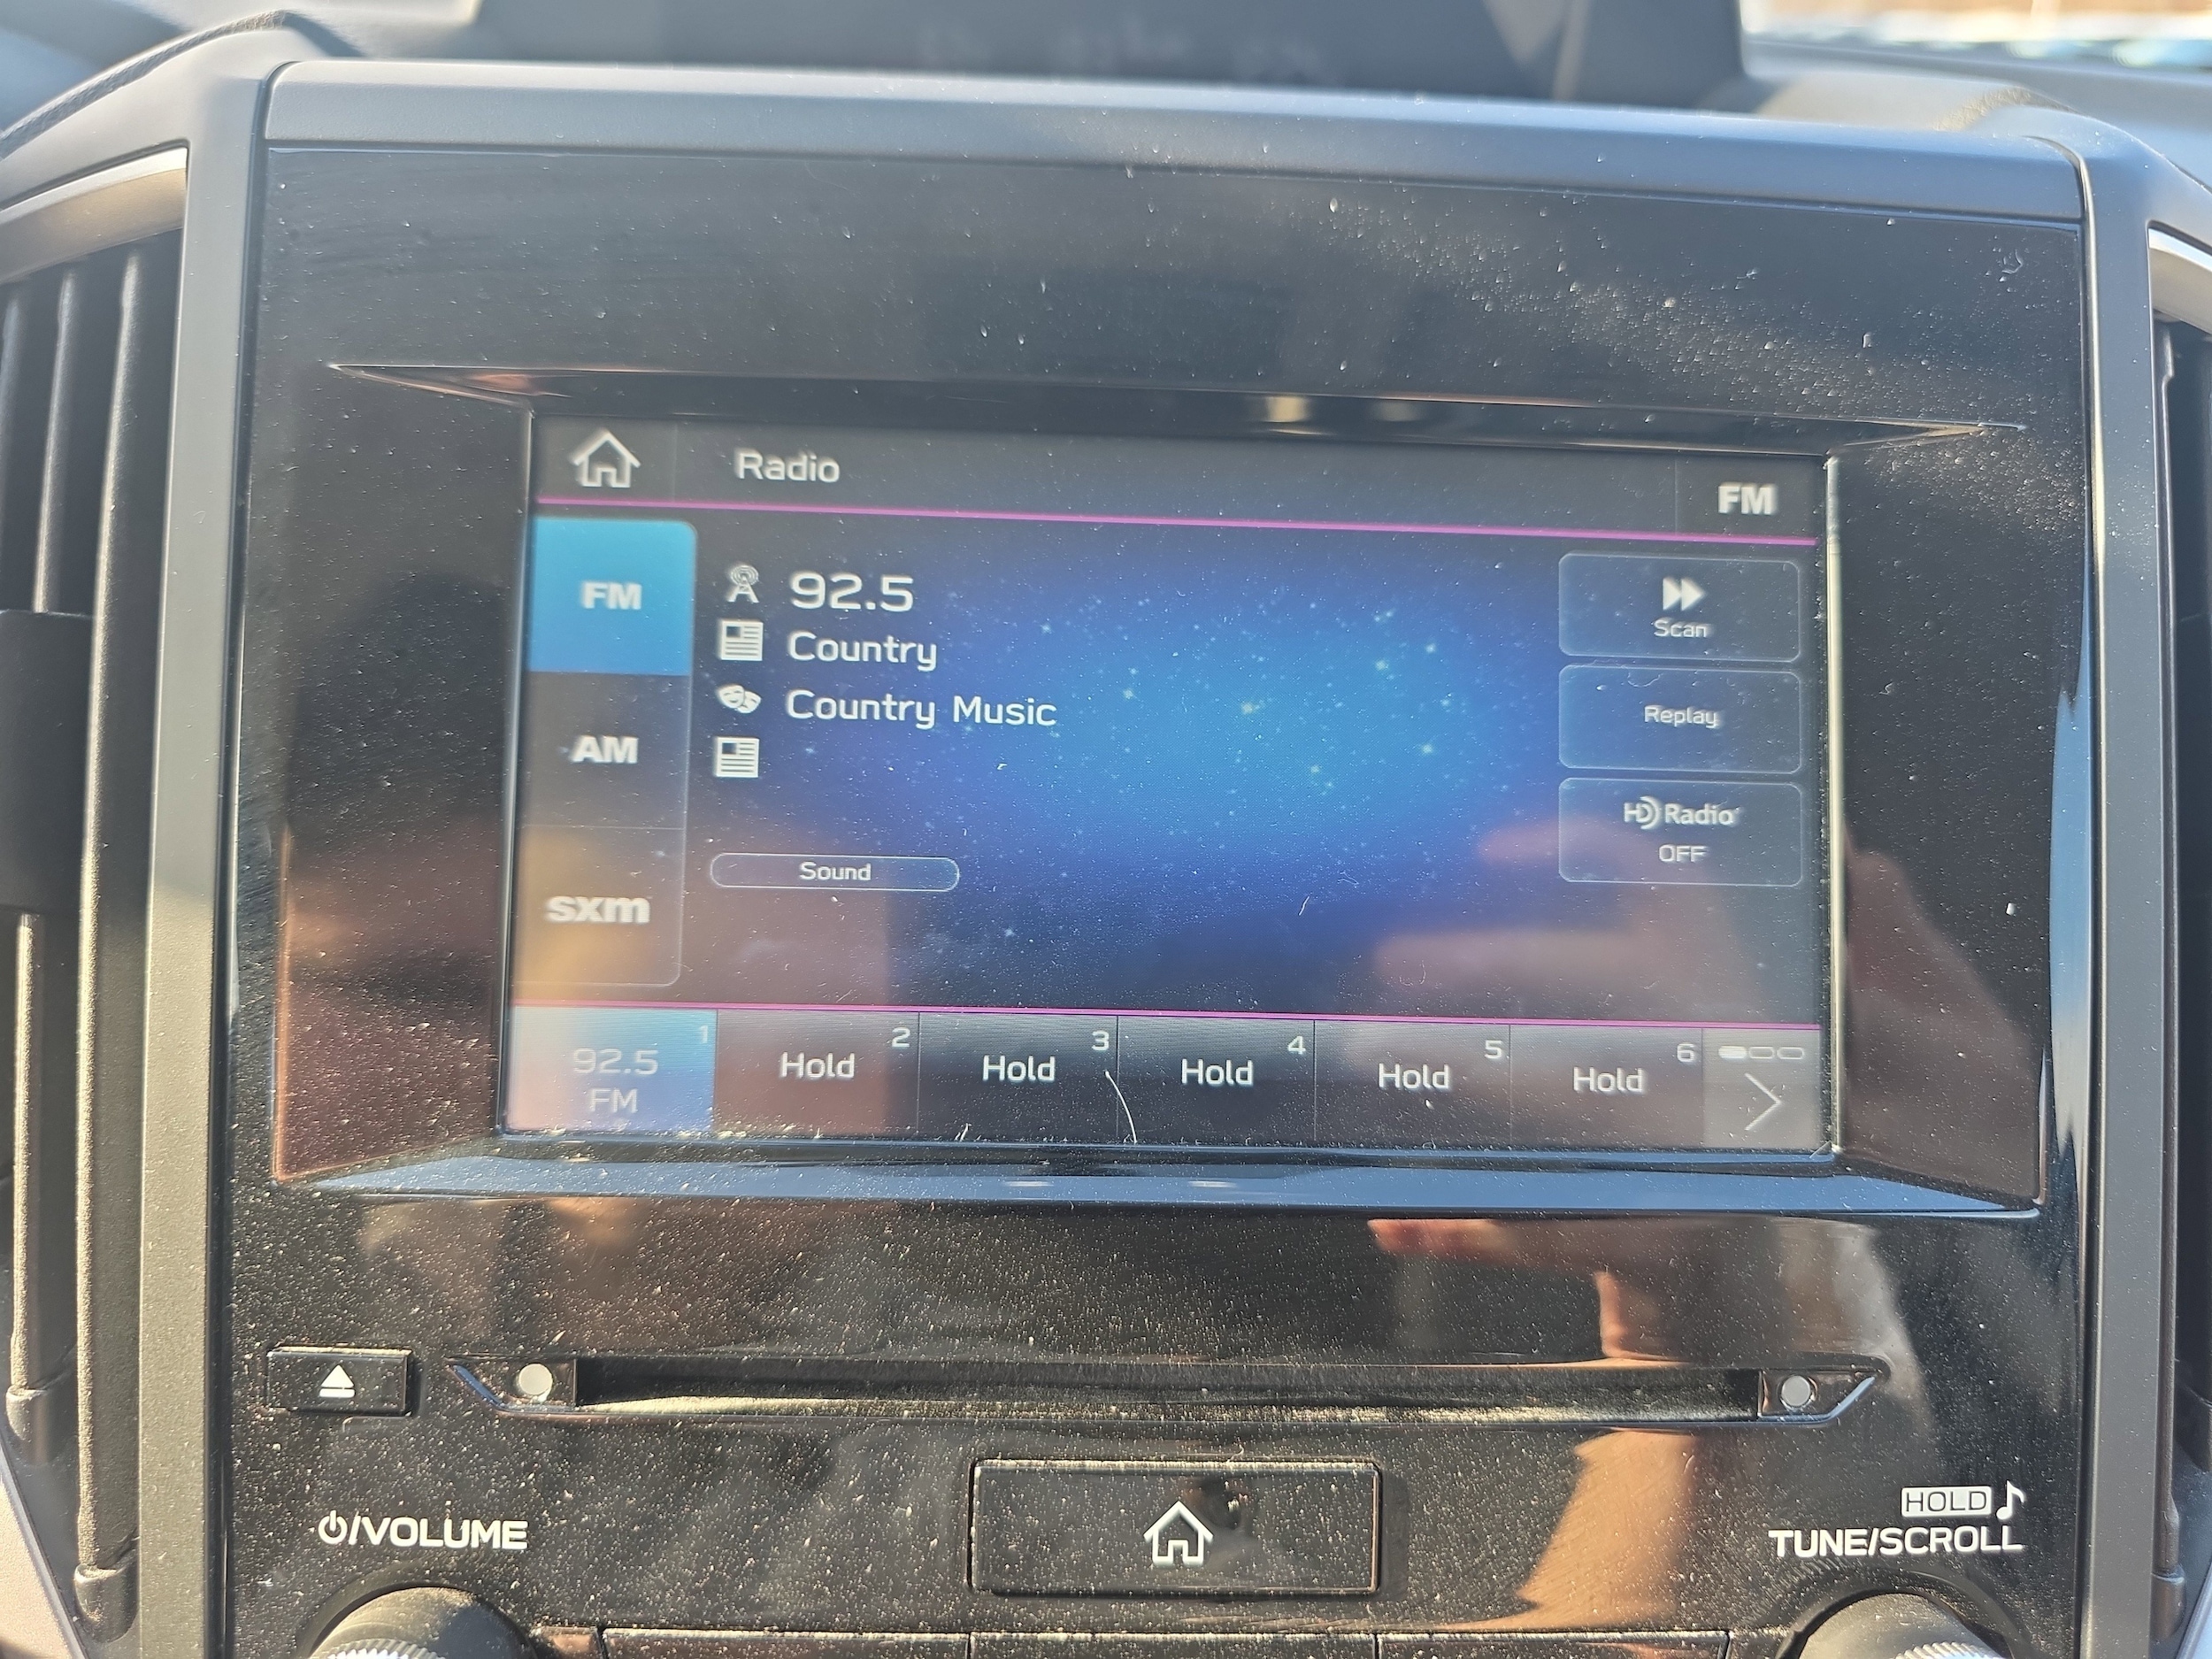 Radio
FM
FM
92.5
Scan
Country
Country Music
Replay
AM
HD Radio
OFF
Sound
sxm
1
92.5
FM
2
Hold
3
Hold
4
Hold
5
Hold
6
Hold
/VOLUME
HOLD
TUNE/SCROLL